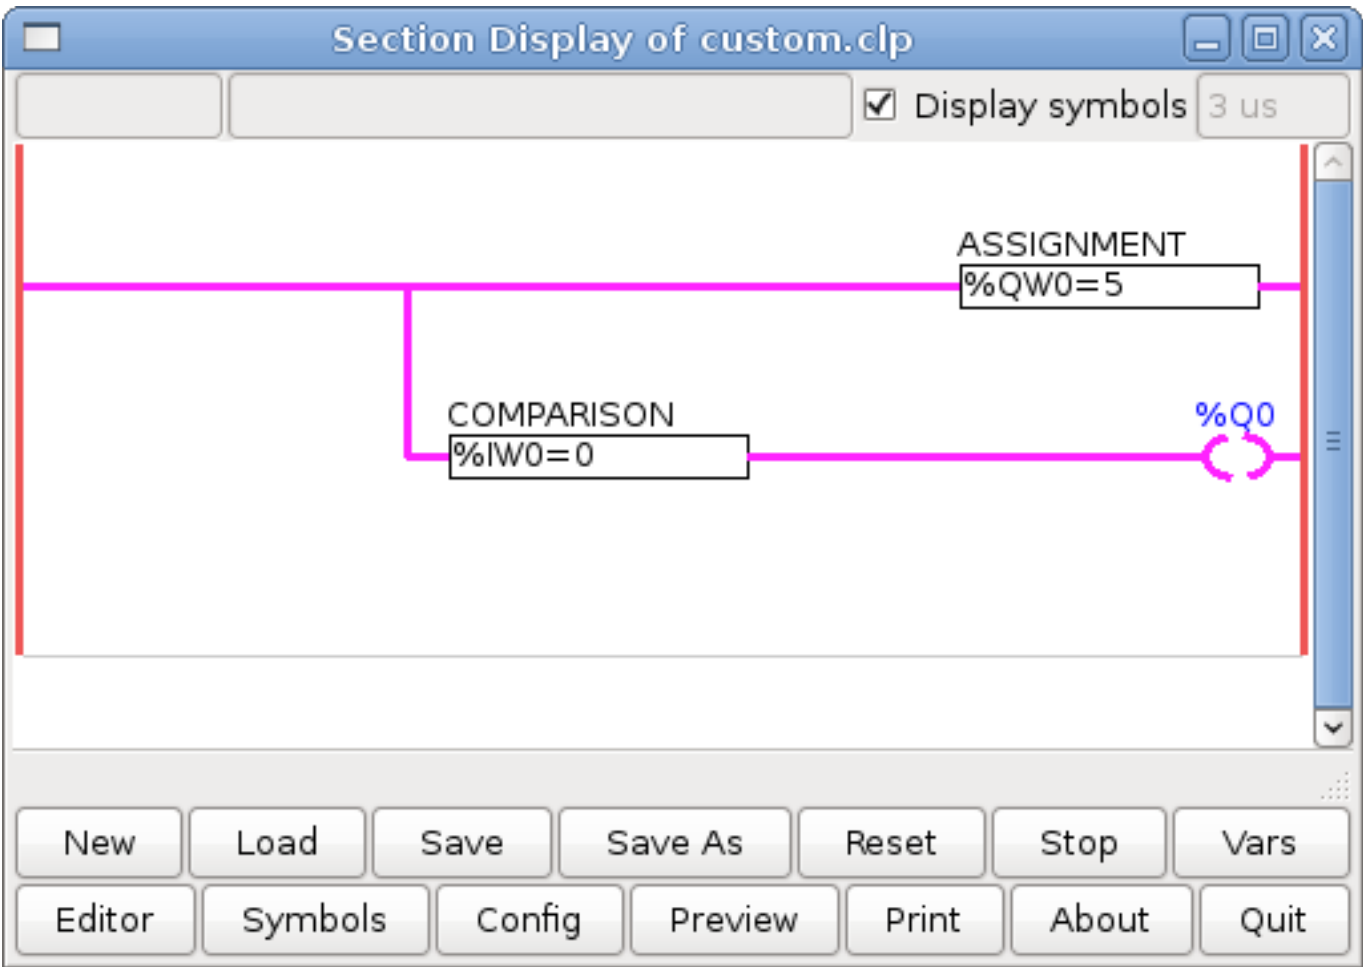 Section Display of custom.clp
Display symbols 3 us
ASSIGNMENT
%QW0=5
COMPARISON %Q0
%IW0=0
New Load Save Save As Reset Stop Vars
Editor Symbols Config Preview Print About Quit